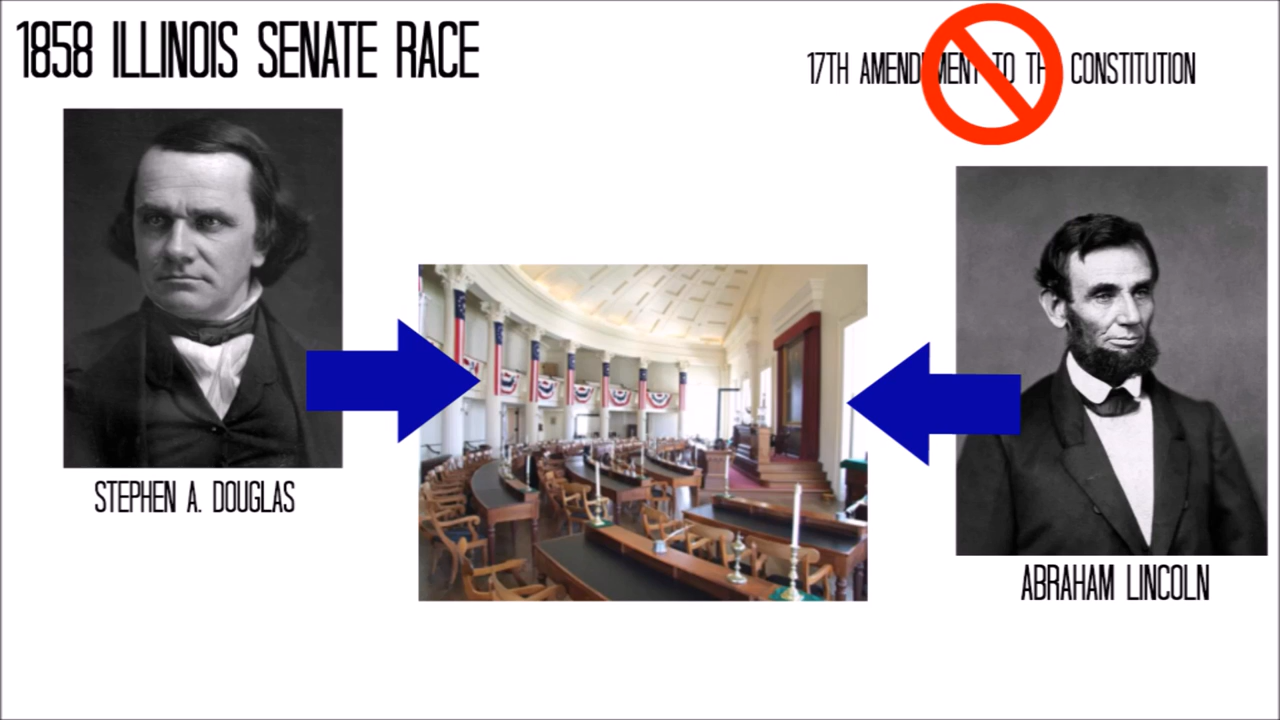 1858 ILLINOIS SENATE RACE
17TH AMENDMENT TO THE CONSTITUTION
STEPHEN A. DOUGLAS
ABRAHAM LINCOLN